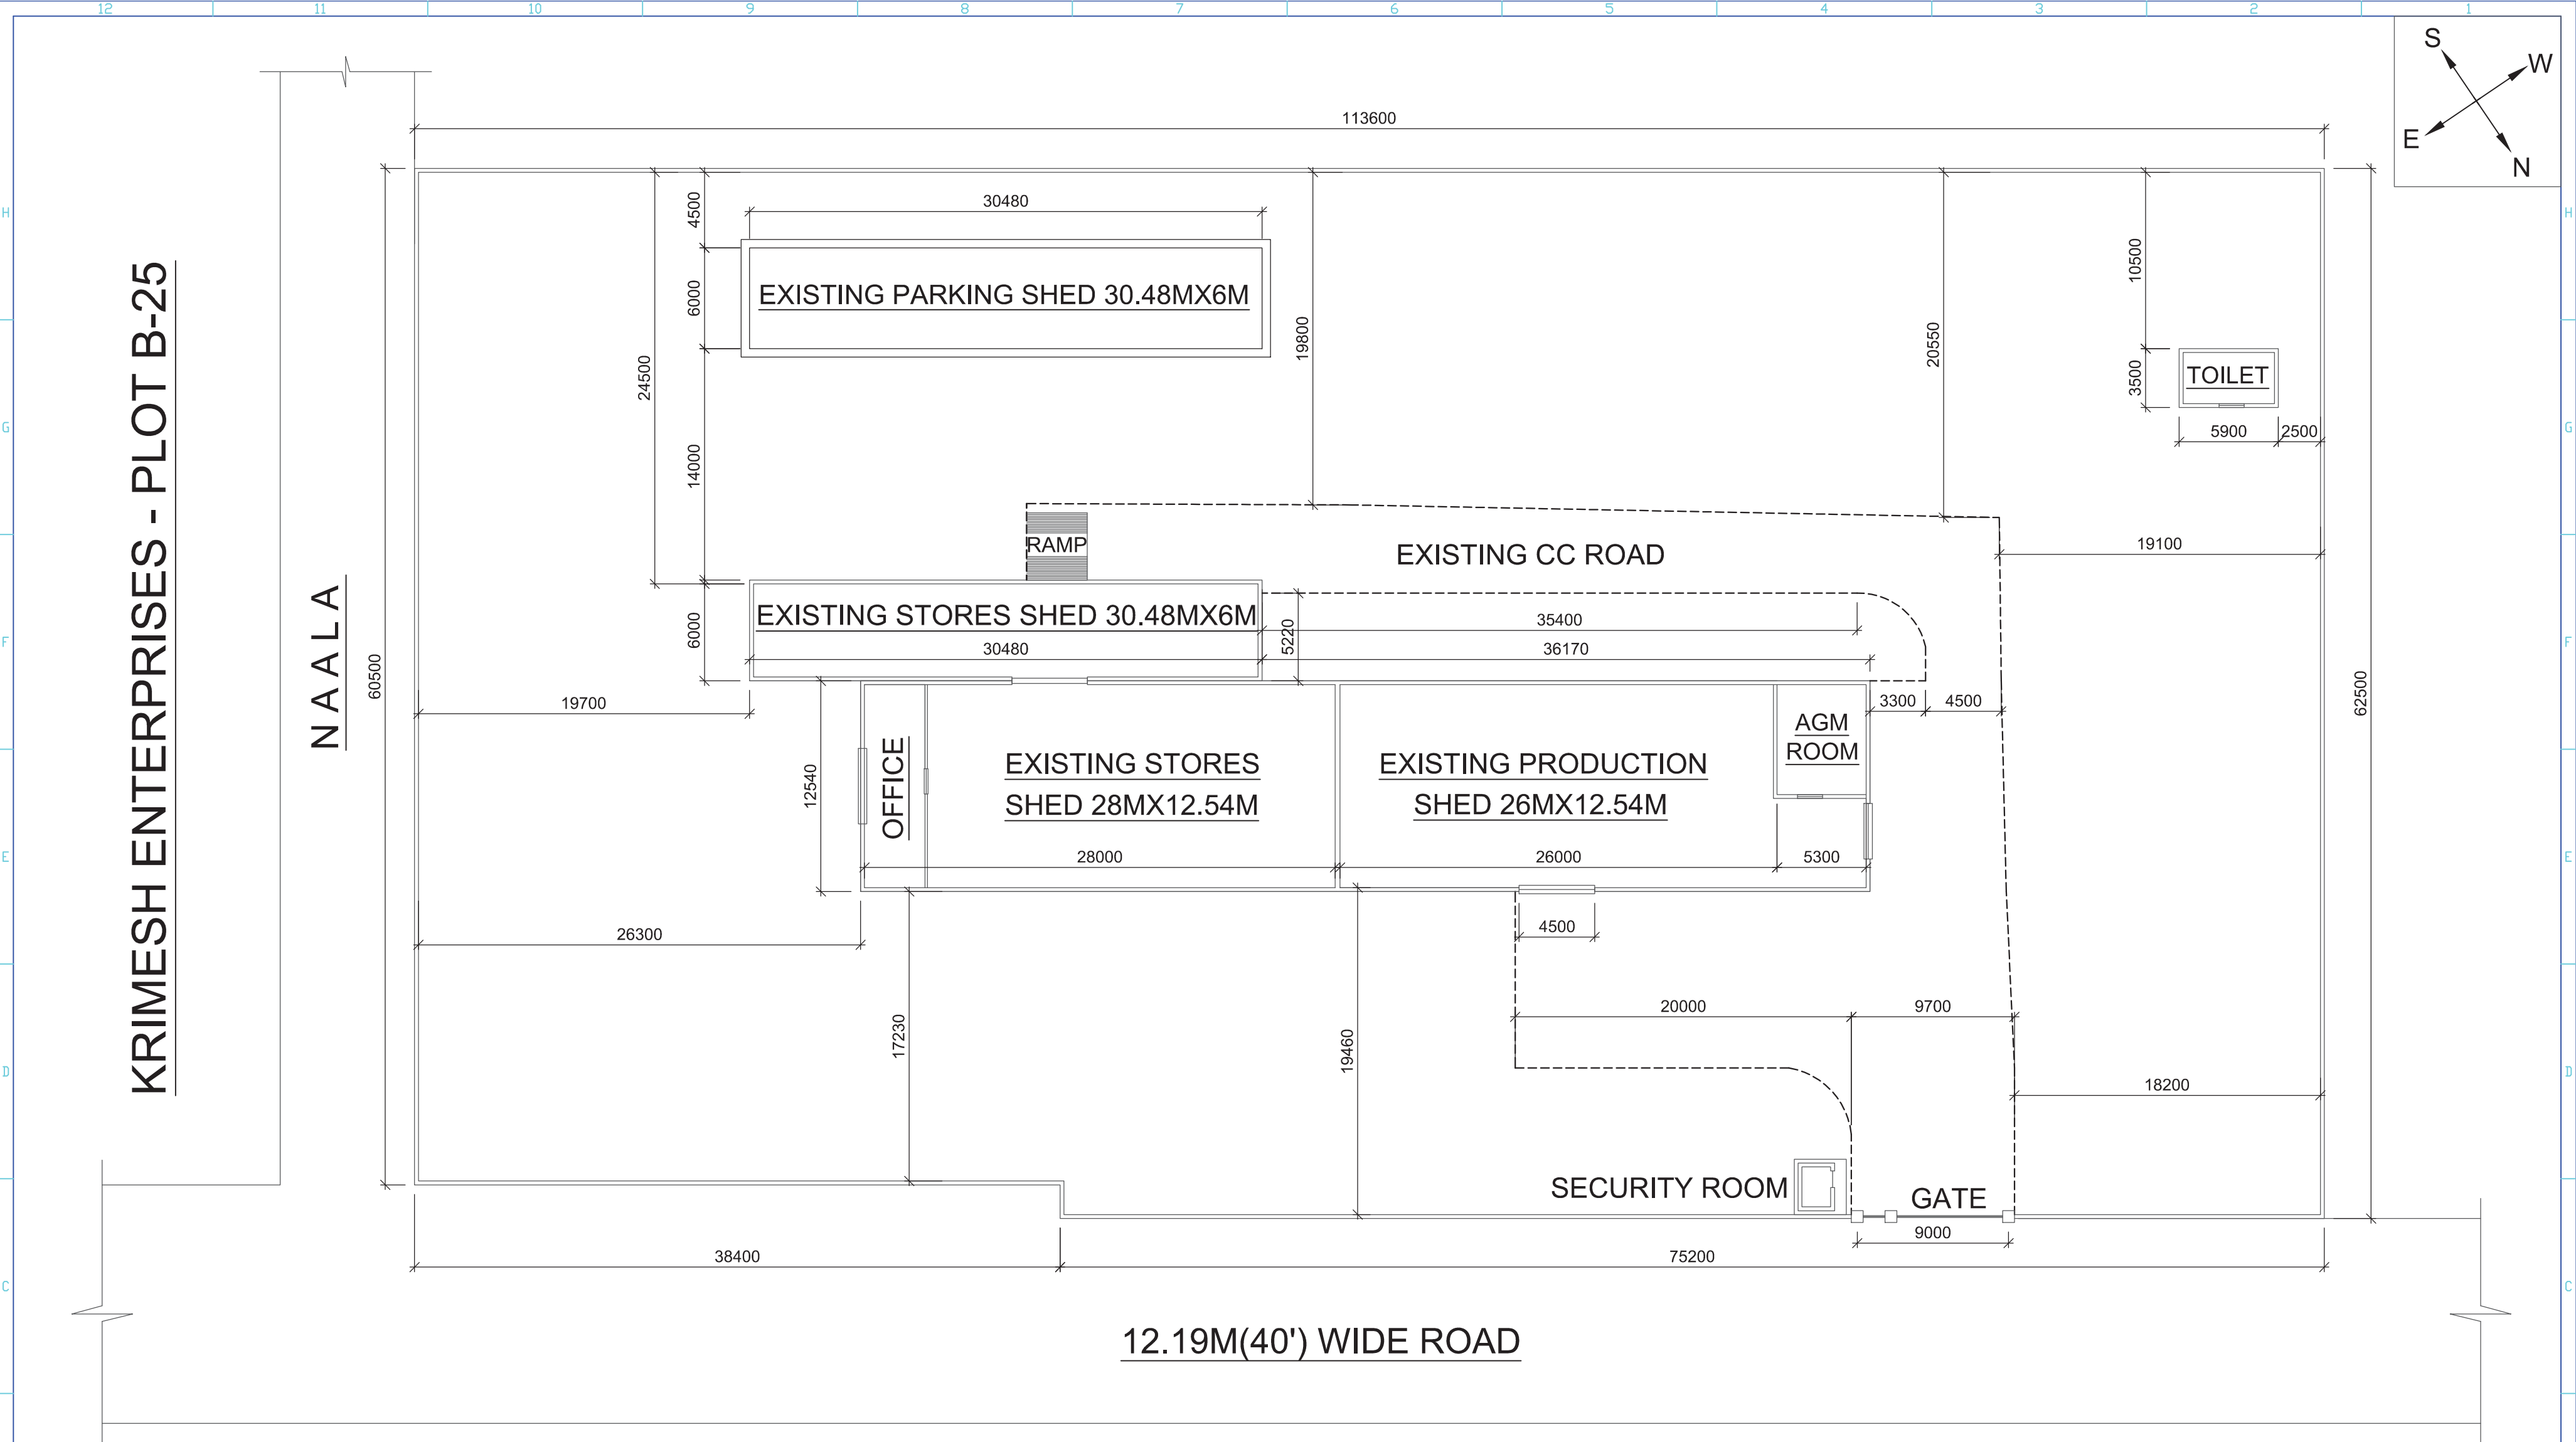 12 11 10 9 8 7 6 5 4 3 2 1
S
W
E
N
113600
H
H
4500
30480
10500
KRIMESH ENTERPRISES - PLOT B-25
EXISTING PARKING SHED 30.48MX6M
6000
19800
20550
24500
3500
TOILET
G
5900
2500
G
14000
RAMP
EXISTING CC ROAD
19100
N A A L A
EXISTING STORES SHED 30.48MX6M
35400
F
6000
5220
F
30480
36170
60500
62500
19700
3300
4500
AGM
ROOM
OFFICE
EXISTING STORES
SHED 28MX12.54M
EXISTING PRODUCTION
SHED 26MX12.54M
12540
E
28000
26000
5300
E
26300
4500
20000
9700
17230
19460
D
D
18200
SECURITY ROOM
GATE
9000
38400
75200
C
C
12.19M(40') WIDE ROAD